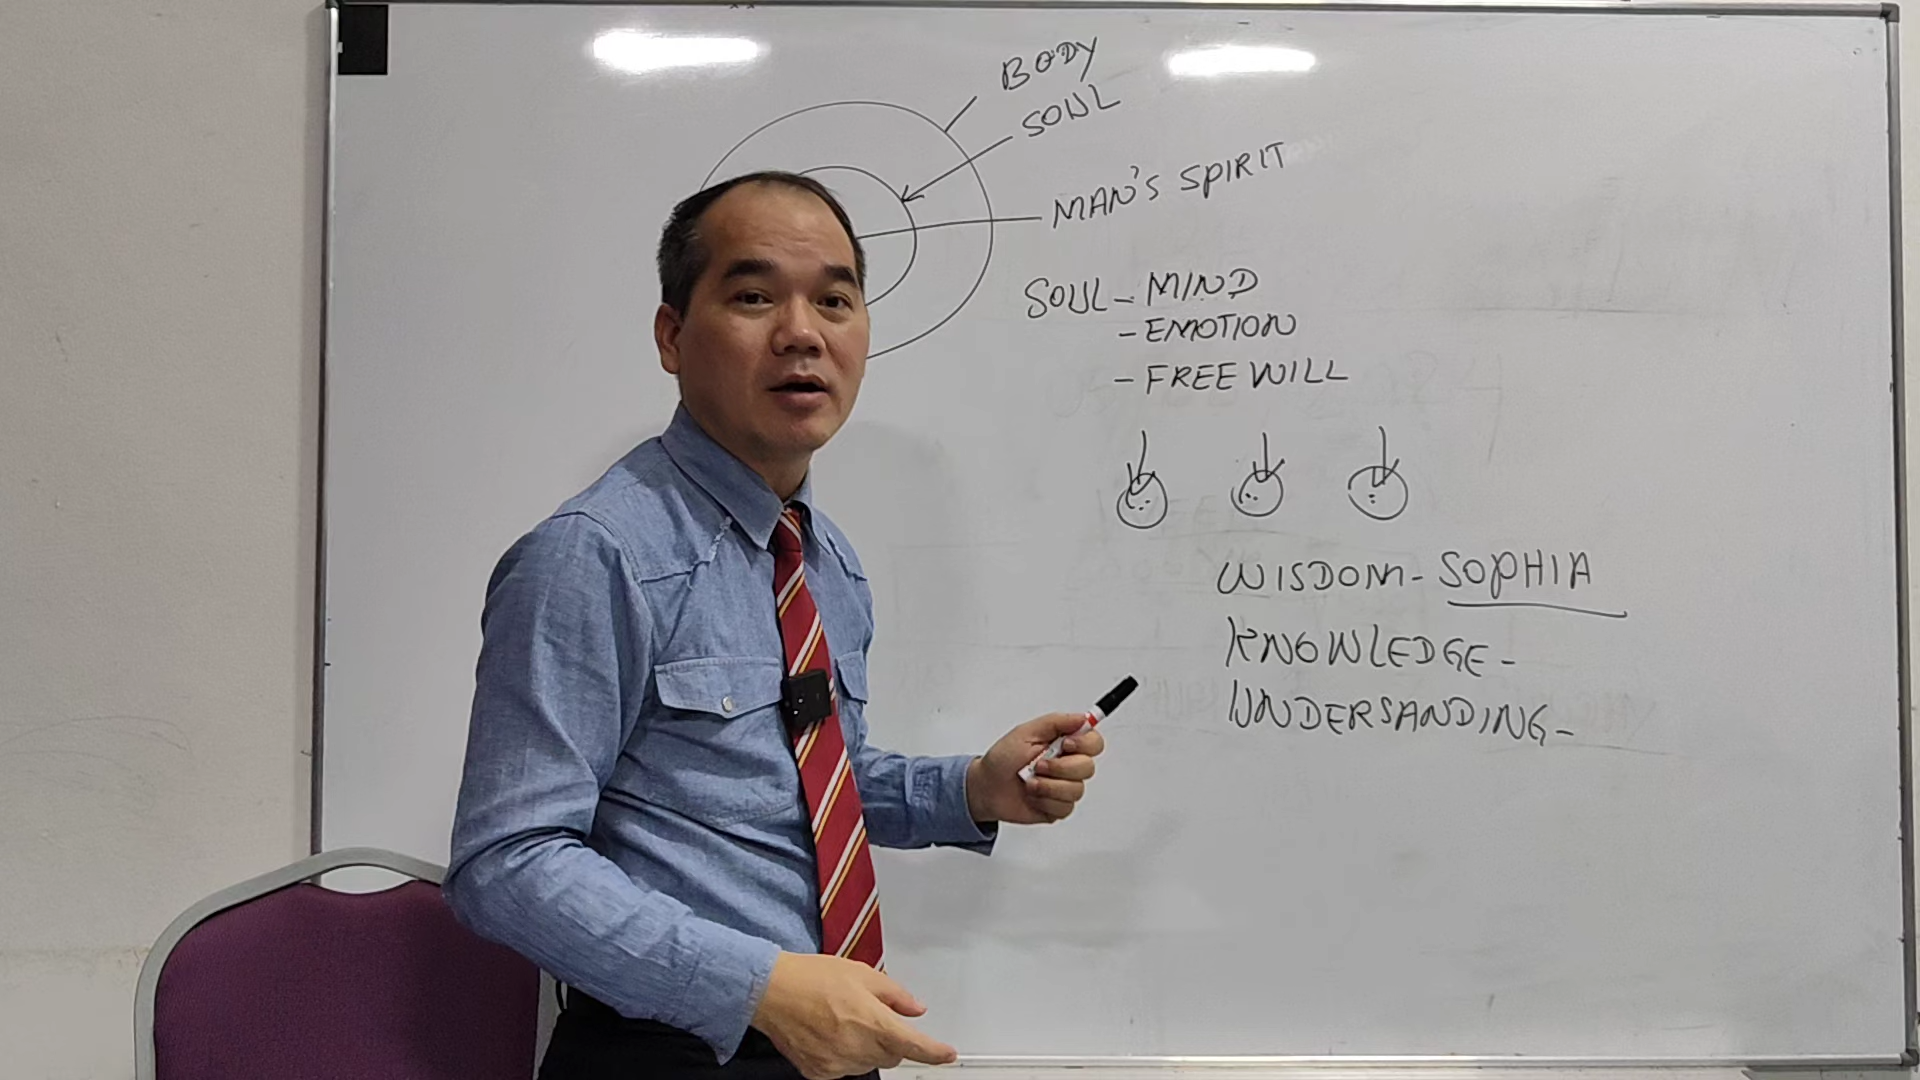 BODY
SOUL
MAN'S SPIRIT
SOUL - MIND
- EMOTION
- FREE WILL
WISDOM - SOPHIA
KNOWLEDGE -
UNDERSANDING -